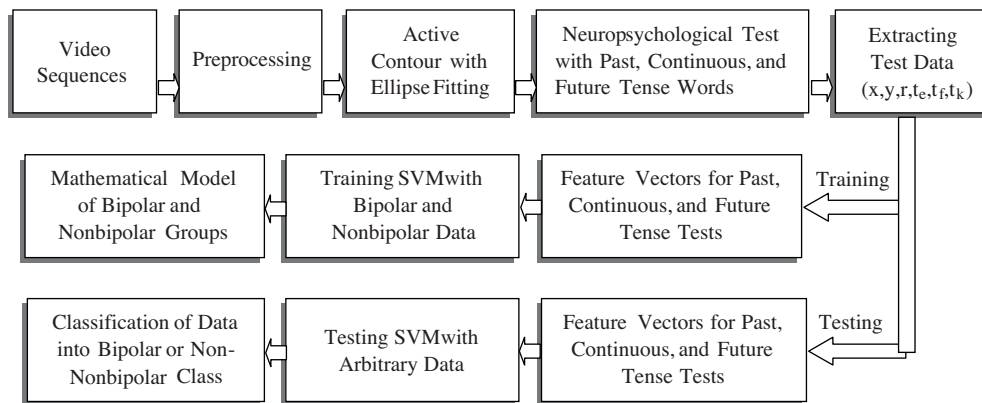 Video
Sequences
Preprocessing
Active
Contour with
Ellipse Fitting
Neuropsychological Test
with Past, Continuous, and
Future Tense Words
Extracting
Test Data
(x,y,r,te,tf,tk)
Mathematical Model
of Bipolar and
Nonbipolar Groups
Training SVMwith
Bipolar and
Nonbipolar Data
Feature Vectors for Past,
Continuous, and Future
Tense Tests
Training
Classification of Data
into Bipolar or Non-
Nonbipolar Class
Testing SVMwith
Arbitrary Data
Feature Vectors for Past,
Continuous, and Future
Tense Tests
Testing